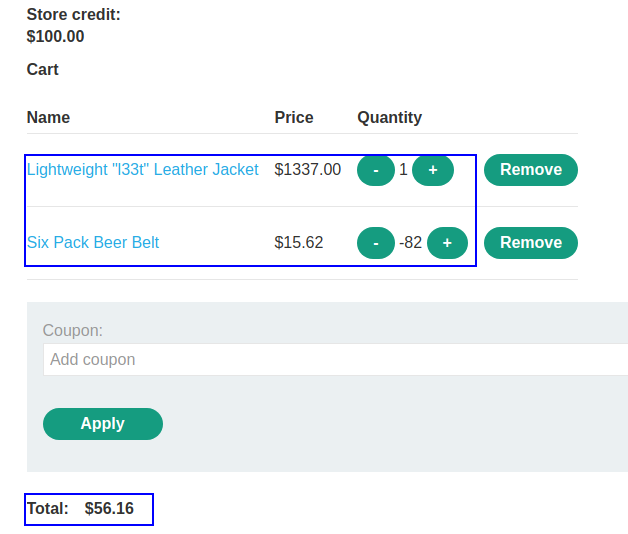 Store credit:
$100.00
Cart
Name Price Quantity
Lightweight "l33t" Leather Jacket $1337.00 - 1 + Remove
Six Pack Beer Belt $15.62 - -82 + Remove
Coupon:
Add coupon
Apply
Total: $56.16